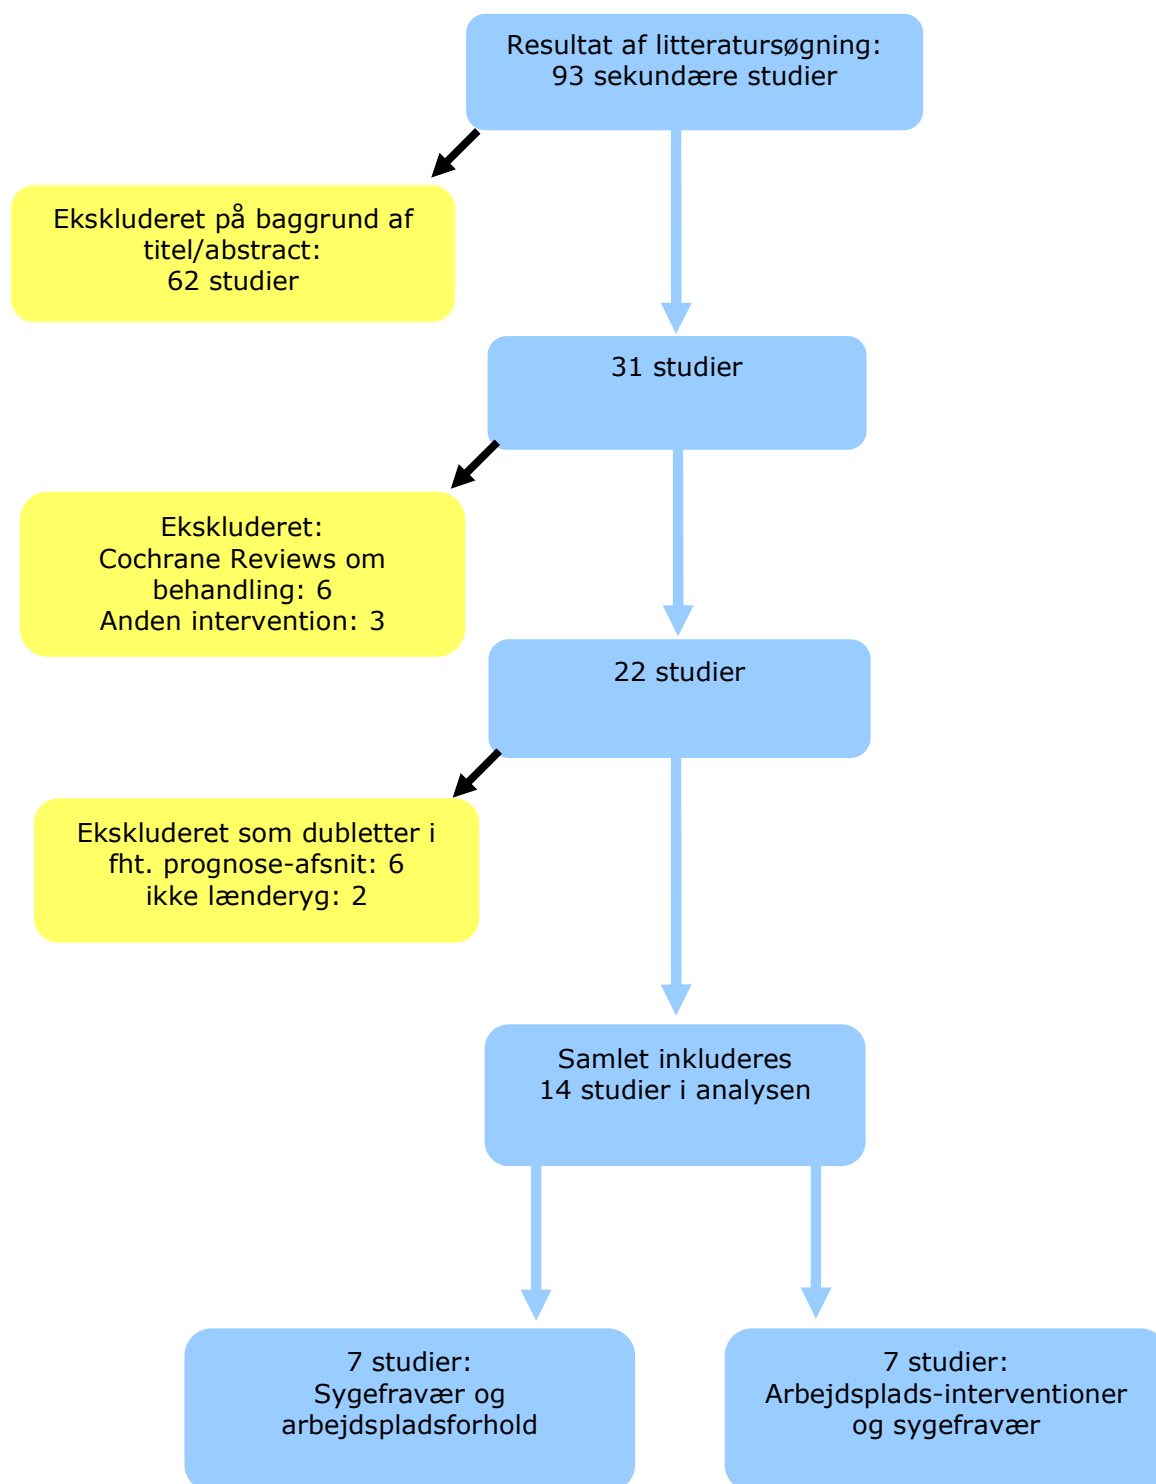 Resultat af litteratursøgning:
93 sekundære studier
Ekskluderet på baggrund af
titel/abstract:
62 studier
31 studier
Ekskluderet:
Cochrane Reviews om
behandling: 6
Anden intervention: 3
22 studier
Ekskluderet som dubletter i
fht. prognose-afsnit: 6
ikke lænderyg: 2
Samlet inkluderes
14 studier i analysen
7 studier:
Sygefravær og
arbejdspladsforhold
7 studier:
Arbejdsplads-interventioner
og sygefravær